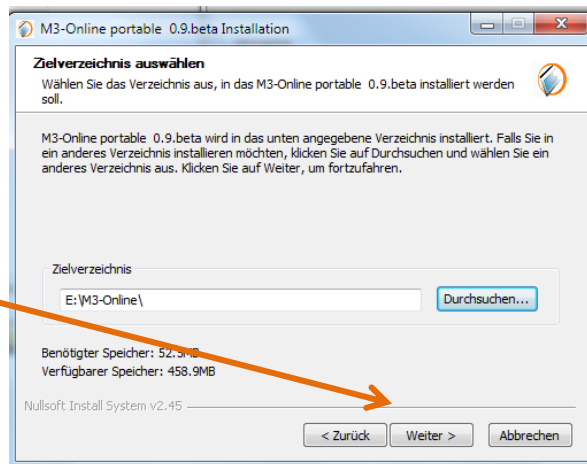 M3-Online portable 0.9.beta Installation
Zielverzeichnis auswählen
Wählen Sie das Verzeichnis aus, in das M3-Online portable 0.9.beta installiert werden
soll.
M3-Online portable 0.9.beta wird in das unten angegebene Verzeichnis installiert. Falls Sie in
ein anderes Verzeichnis installieren möchten, klicken Sie auf Durchsuchen und wählen Sie ein
anderes Verzeichnis aus. Klicken Sie auf Weiter, um fortzufahren.
Zielverzeichnis
E:\M3-Online\
Durchsuchen...
Benötigter Speicher: 52.5MB
Verfügbarer Speicher: 458.9MB
Nullsoft Install System v2.45
< Zurück
Weiter >
Abbrechen